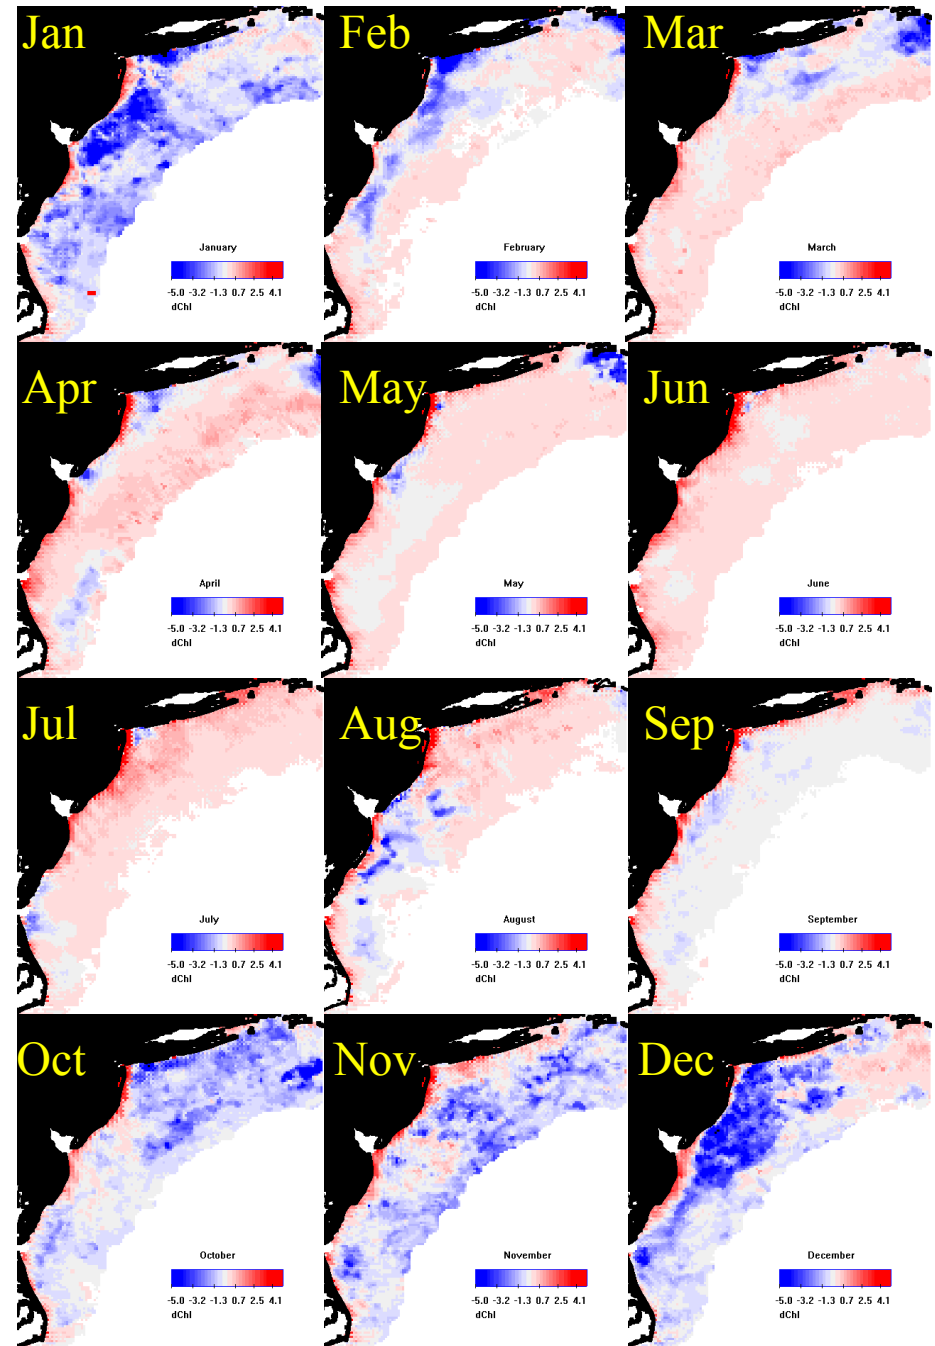 Jan
Feb
Mar
January
-5.0 -3.2 -1.3 0.7 2.5 4.1
dChl
February
-5.0 -3.2 -1.3 0.7 2.5 4.1
dChl
March
-5.0 -3.2 -1.3 0.7 2.5 4.1
dChl
Apr
May
Jun
April
-5.0 -3.2 -1.3 0.7 2.5 4.1
dChl
May
-5.0 -3.2 -1.3 0.7 2.5 4.1
dChl
June
-5.0 -3.2 -1.3 0.7 2.5 4.1
dChl
Jul
Aug
Sep
July
-5.0 -3.2 -1.3 0.7 2.5 4.1
dChl
August
-5.0 -3.2 -1.3 0.7 2.5 4.1
dChl
September
-5.0 -3.2 -1.3 0.7 2.5 4.1
dChl
Oct
Nov
Dec
October
-5.0 -3.2 -1.3 0.7 2.5 4.1
dChl
November
-5.0 -3.2 -1.3 0.7 2.5 4.1
dChl
December
-5.0 -3.2 -1.3 0.7 2.5 4.1
dChl